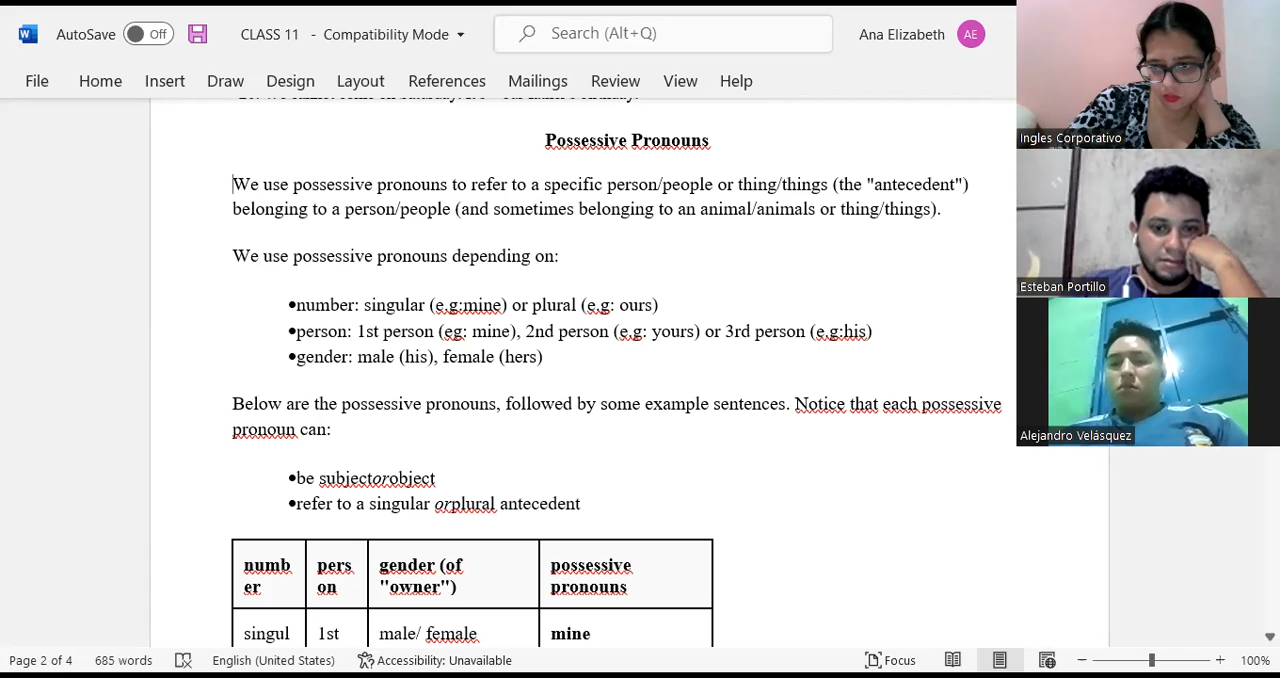 AutoSave Off CLASS 11 - Compatibility Mode Search (Alt+Q) Ana Elizabeth AE
File Home Insert Draw Design Layout References Mailings Review View Help
Possessive Pronouns
We use possessive pronouns to refer to a specific person/people or thing/things (the "antecedent")
belonging to a person/people (and sometimes belonging to an animal/animals or thing/things).
We use possessive pronouns depending on:
•number: singular (e.g:mine) or plural (e.g: ours)
•person: 1st person (eg: mine), 2nd person (e.g: yours) or 3rd person (e.g:his)
•gender: male (his), female (hers)
Below are the possessive pronouns, followed by some example sentences. Notice that each possessive
pronoun can:
•be subjectorobject
•refer to a singular orplural antecedent
numb pers gender (of possessive
er on "owner") pronouns
singul 1st male/ female mine
Page 2 of 4 685 words English (United States) Accessibility: Unavailable Focus 100%
Ingles Corporativo
Esteban Portillo
Alejandro Velásquez